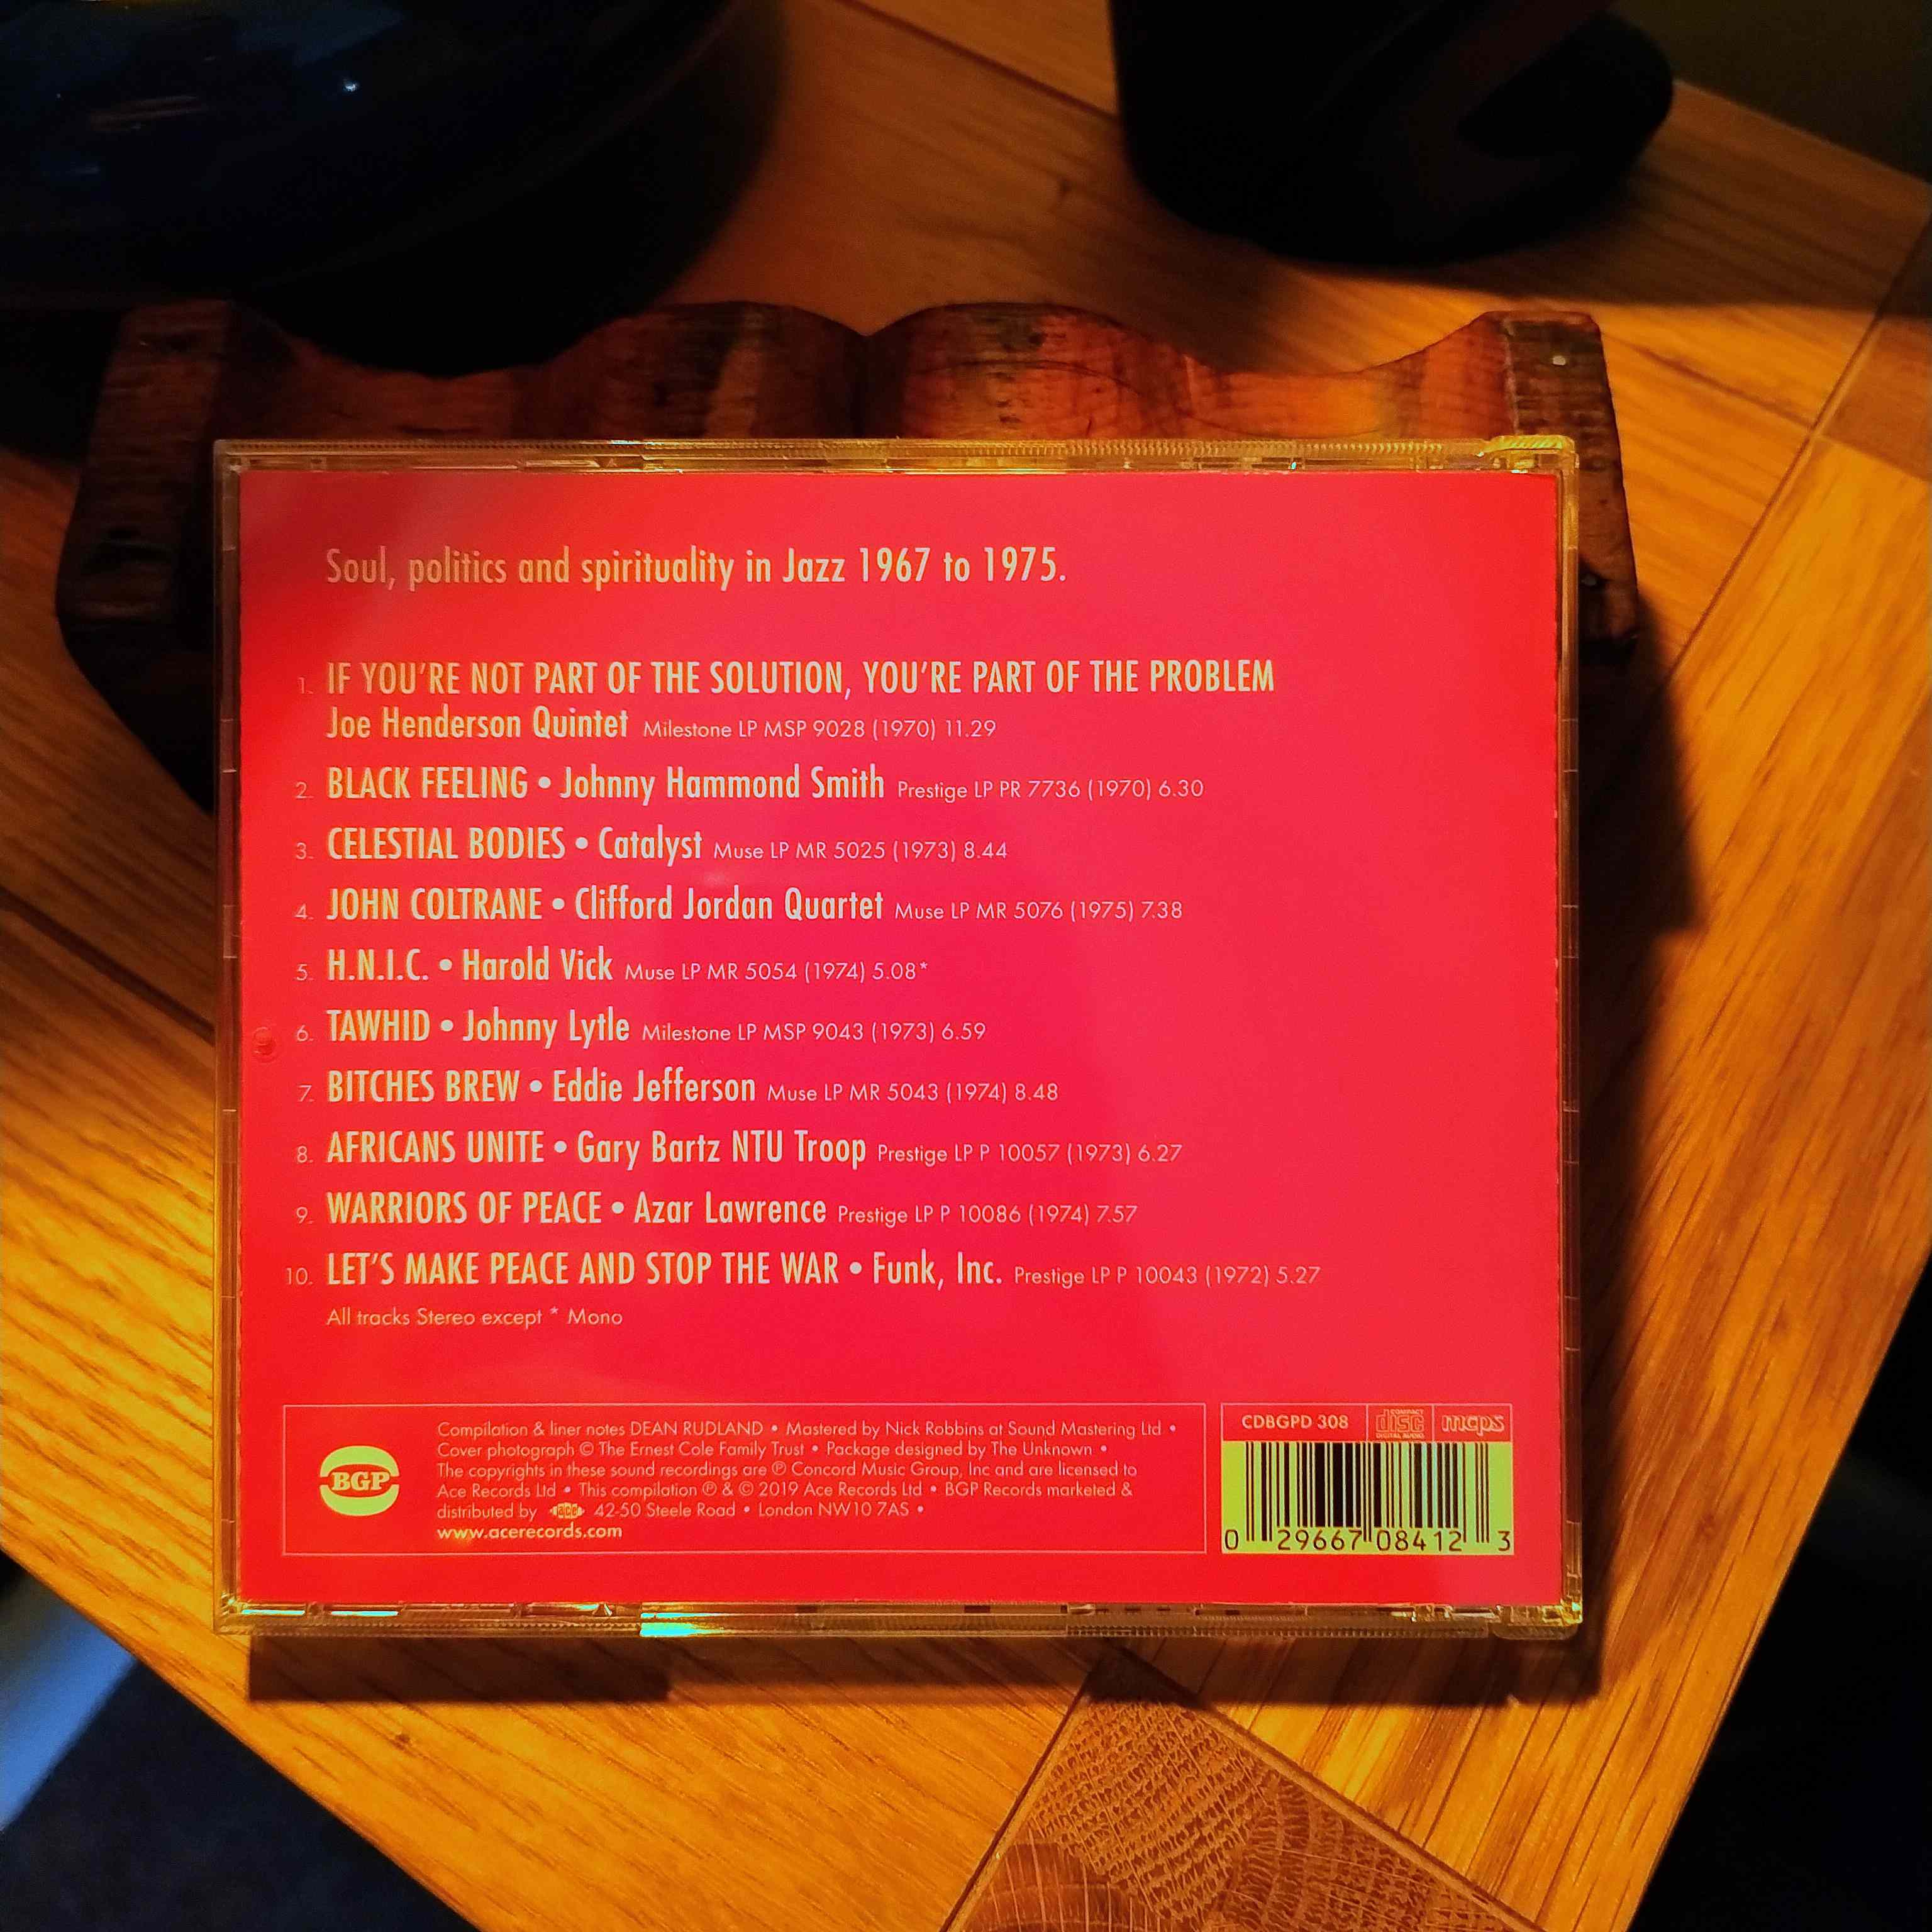 Soul, politics and spirituality in Jazz 1967 to 1975.
1. IF YOU'RE NOT PART OF THE SOLUTION, YOU'RE PART OF THE PROBLEM
Joe Henderson Quintet Milestone LP MSP 9028 (1970) 11.29
2. BLACK FEELING • Johnny Hammond Smith Prestige LP PR 7736 (1970) 6.30
3. CELESTIAL BODIES • Catalyst Muse LP MR 5025 (1973) 8.44
4. JOHN COLTRANE • Clifford Jordan Quartet Muse LP MR 5076 (1975) 7.38
5. H.N.I.C. • Harold Vick Muse LP MR 5054 (1974) 5.08*
6. TAWHID • Johnny Lytle Milestone LP MSP 9043 (1973) 6.59
7. BITCHES BREW • Eddie Jefferson Muse LP MR 5043 (1974) 8.48
8. AFRICANS UNITE • Gary Bartz NTU Troop Prestige LP P 10057 (1973) 6.27
9. WARRIORS OF PEACE • Azar Lawrence Prestige LP P 10086 (1974) 7.57
10. LET'S MAKE PEACE AND STOP THE WAR • Funk, Inc. Prestige LP P 10043 (1972) 5.27
All tracks Stereo except * Mono
BGP
Compilation & liner notes DEAN RUDLAND • Mastered by Nick Robbins at Sound Mastering Ltd •
Cover photograph © The Ernest Cole Family Trust • Package designed by The Unknown •
The copyrights in these sound recordings are ℗ Concord Music Group, Inc and are licensed to
Ace Records Ltd • This compilation ℗ & © 2019 Ace Records Ltd • BGP Records marketed &
distributed by ACE 42-50 Steele Road • London NW10 7AS •
www.acerecords.com
CDBGPD 308
COMPACT
disc
DIGITAL AUDIO
mcps
0 29667 08412 3